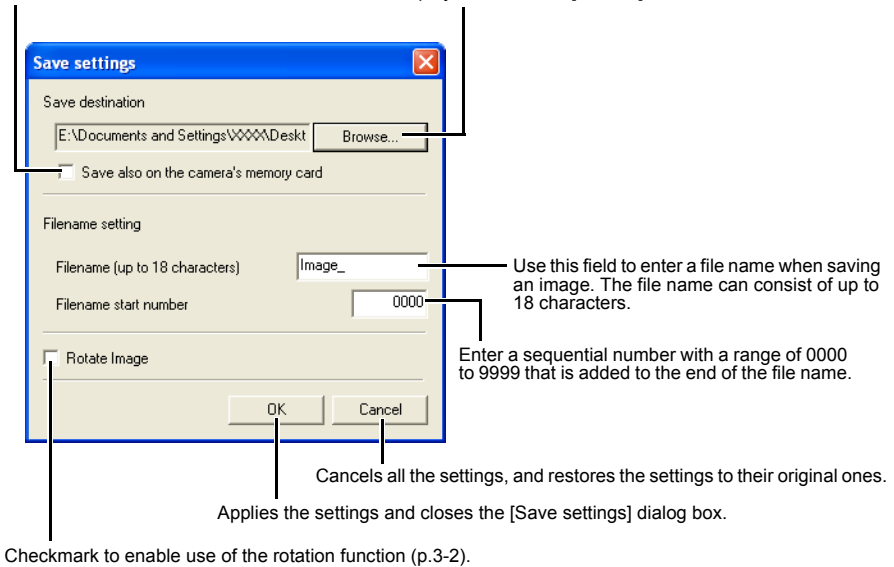 Save settings
Save destination
E:\Documents and Settings\XXXX\Deskt
Browse...
Save also on the camera's memory card
Filename setting
Filename (up to 18 characters)
Image_
Use this field to enter a file name when saving
an image. The file name can consist of up to
18 characters.
Filename start number
0000
Enter a sequential number with a range of 0000
to 9999 that is added to the end of the file name.
Rotate Image
OK
Cancel
Cancels all the settings, and restores the settings to their original ones.
Applies the settings and closes the [Save settings] dialog box.
Checkmark to enable use of the rotation function (p.3-2).